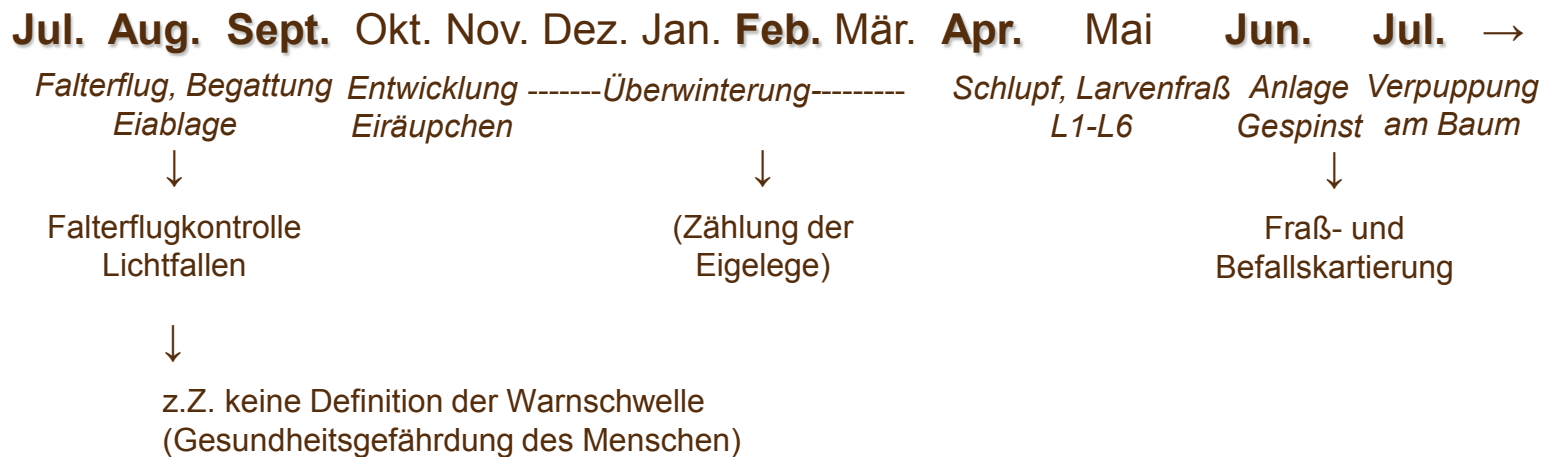 Jul. Aug. Sept. Okt. Nov. Dez. Jan. Feb. Mär. Apr. Mai Jun. Jul. →
Falterflug, Begattung Entwicklung -------Überwinterung--------- Schlupf, Larvenfraß Anlage Verpuppung
Eiablage Eiräupchen L1-L6 Gespinst am Baum
↓ ↓ ↓
Falterflugkontrolle (Zählung der Fraß- und
Lichtfallen Eigelege) Befallskartierung
↓
z.Z. keine Definition der Warnschwelle
(Gesundheitsgefährdung des Menschen)